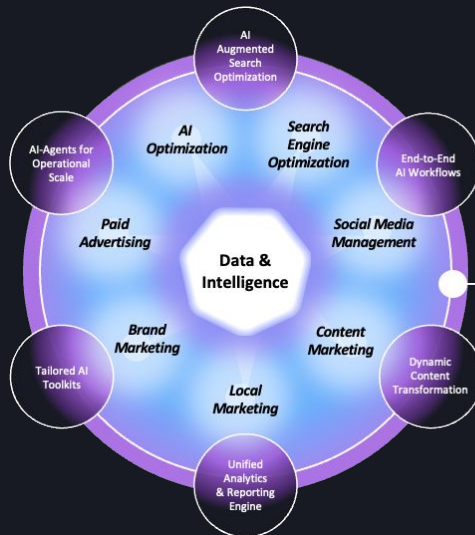 AI
Augmented
Search
Optimization
AI
Optimization
Search
Engine
Optimization
AI-Agents for
Operational
Scale
End-to-End
AI Workflows
Paid
Advertising
Social Media
Management
Data &
Intelligence
Brand
Marketing
Content
Marketing
Tailored AI
Toolkits
Dynamic
Content
Transformation
Local
Marketing
Unified
Analytics
& Reporting
Engine